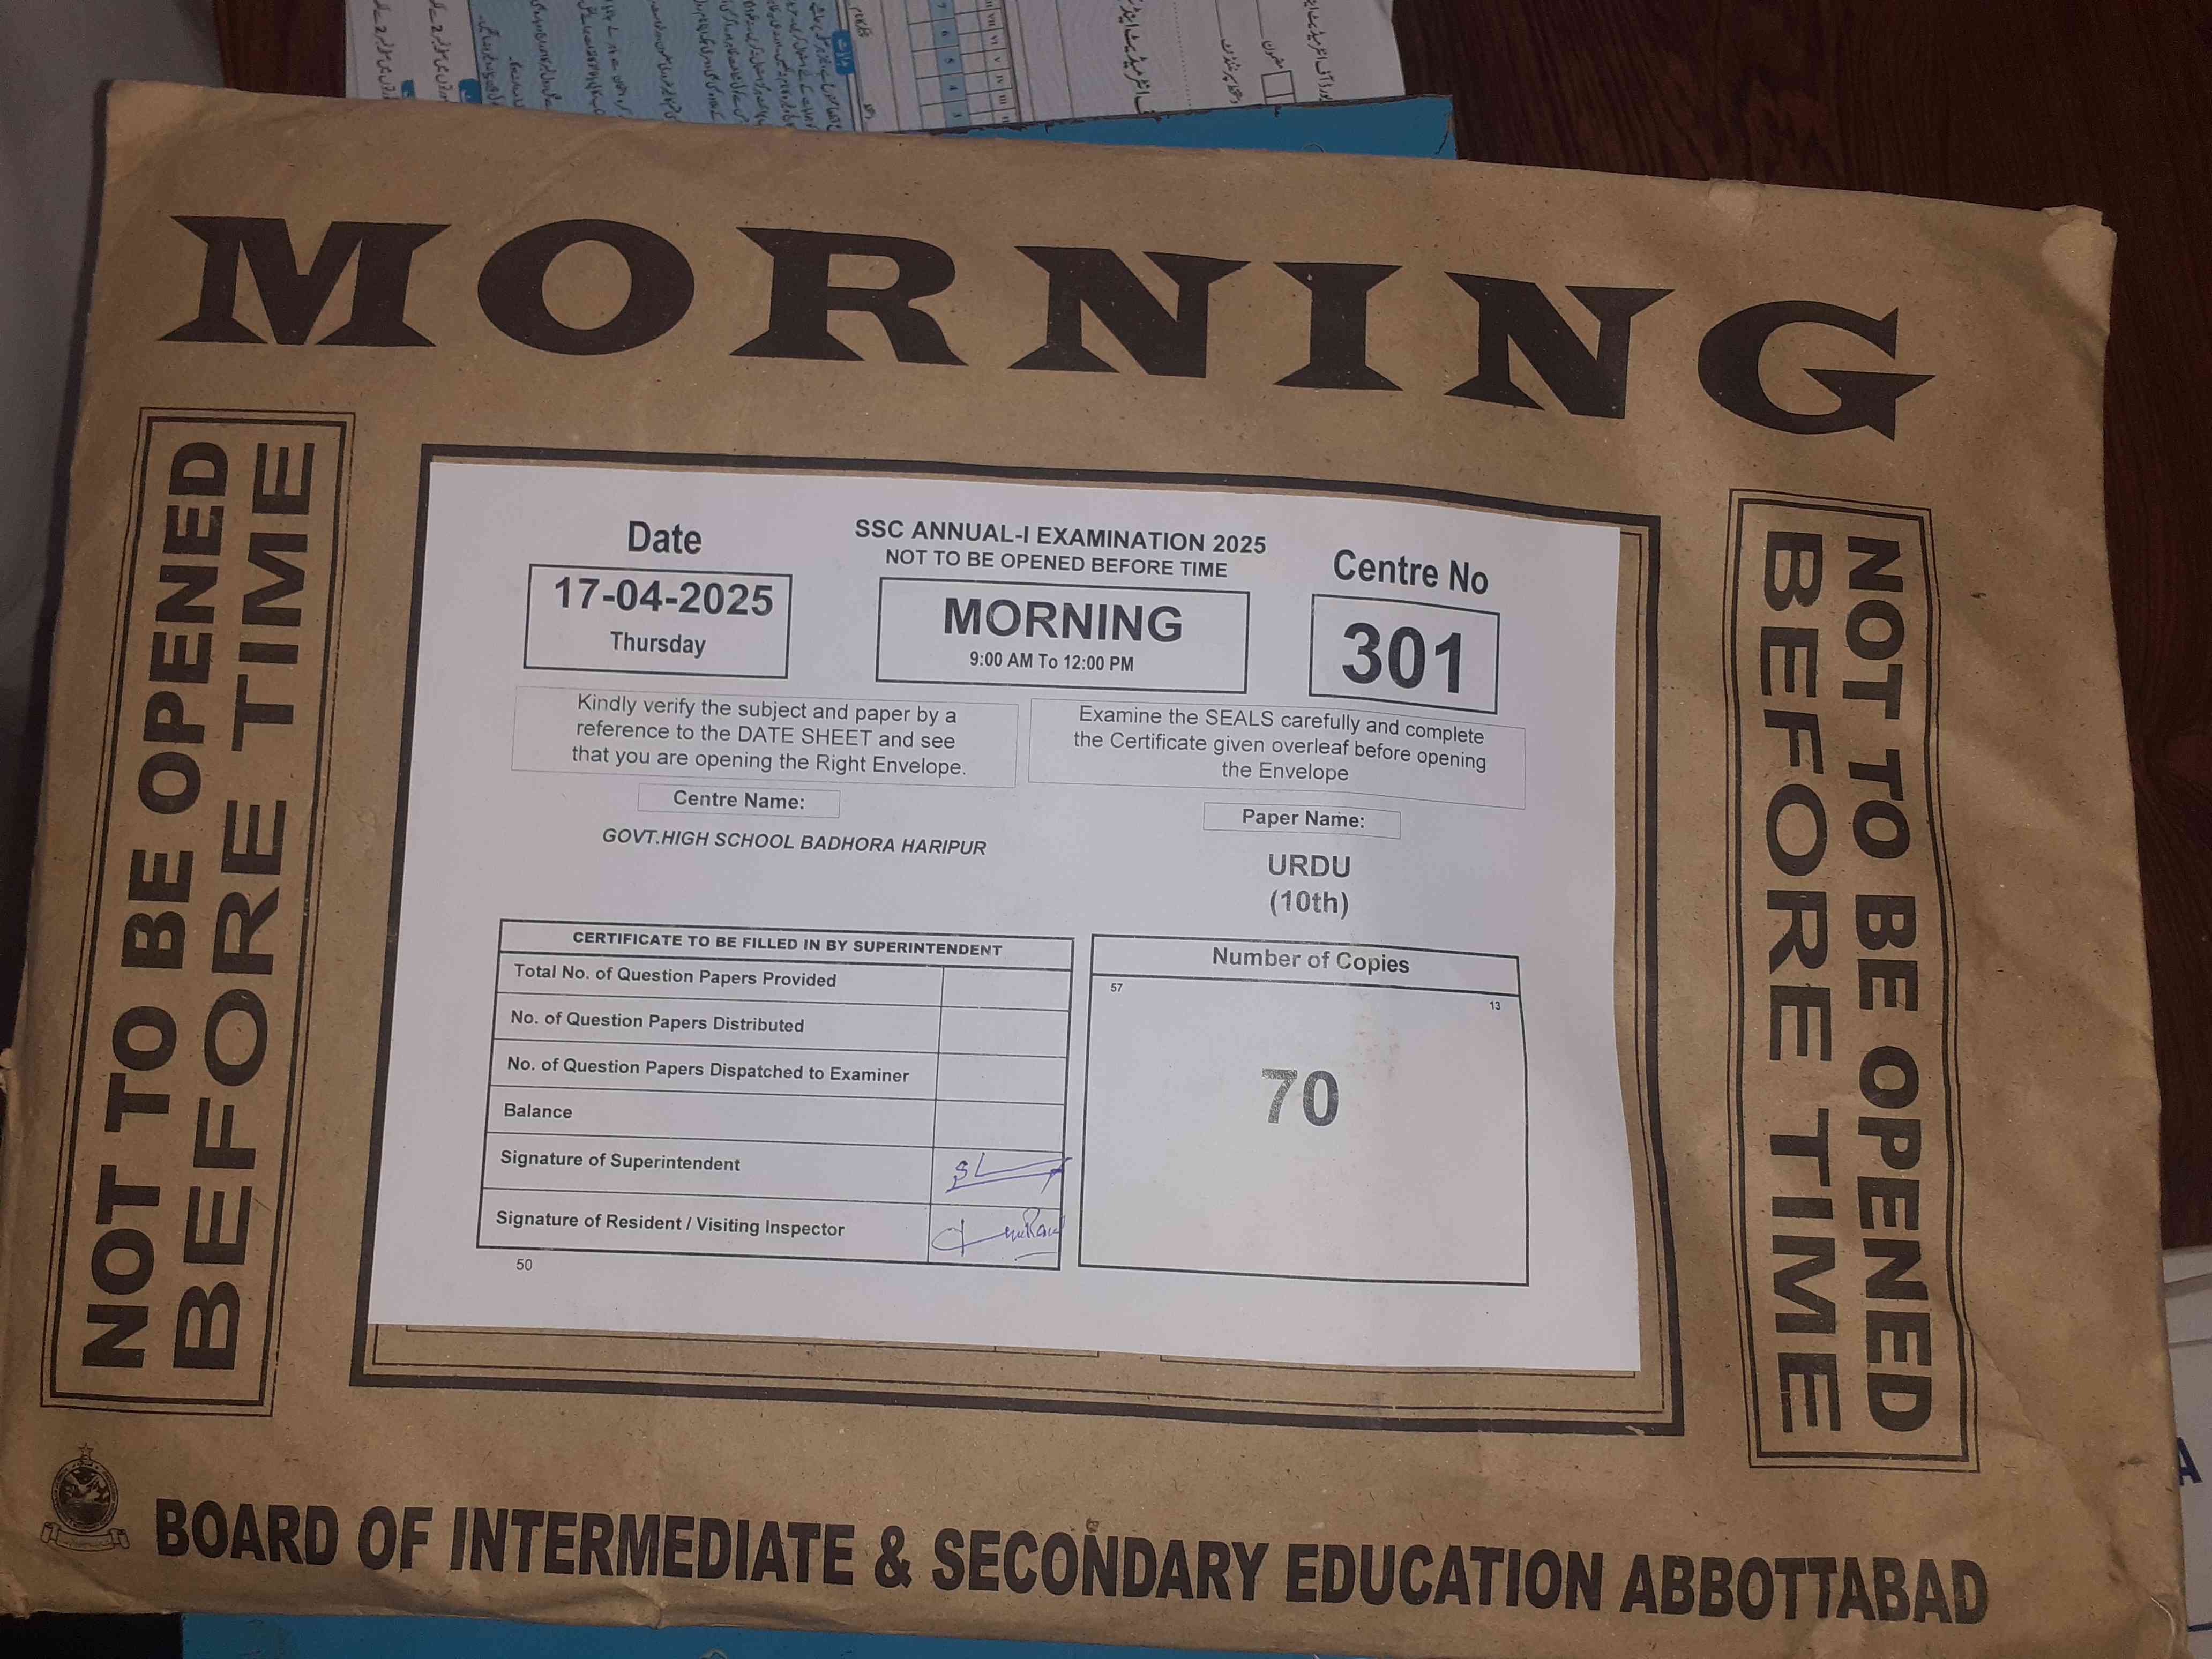 MORNING
NOT TO BE OPENED
BEFORE TIME
Date
17-04-2025
Thursday
SSC ANNUAL-I EXAMINATION 2025
NOT TO BE OPENED BEFORE TIME
MORNING
9:00 AM To 12:00 PM
Centre No
301
Kindly verify the subject and paper by a
reference to the DATE SHEET and see
that you are opening the Right Envelope.
Examine the SEALS carefully and complete
the Certificate given overleaf before opening
the Envelope
Centre Name:
GOVT.HIGH SCHOOL BADHORA HARIPUR
Paper Name:
URDU
(10th)
CERTIFICATE TO BE FILLED IN BY SUPERINTENDENT
Total No. of Question Papers Provided
No. of Question Papers Distributed
No. of Question Papers Dispatched to Examiner
Balance
Signature of Superintendent
Signature of Resident / Visiting Inspector
50
Number of Copies
57
13
70
NOT TO BE OPENED
BEFORE TIME
BOARD OF INTERMEDIATE & SECONDARY EDUCATION ABBOTTABAD